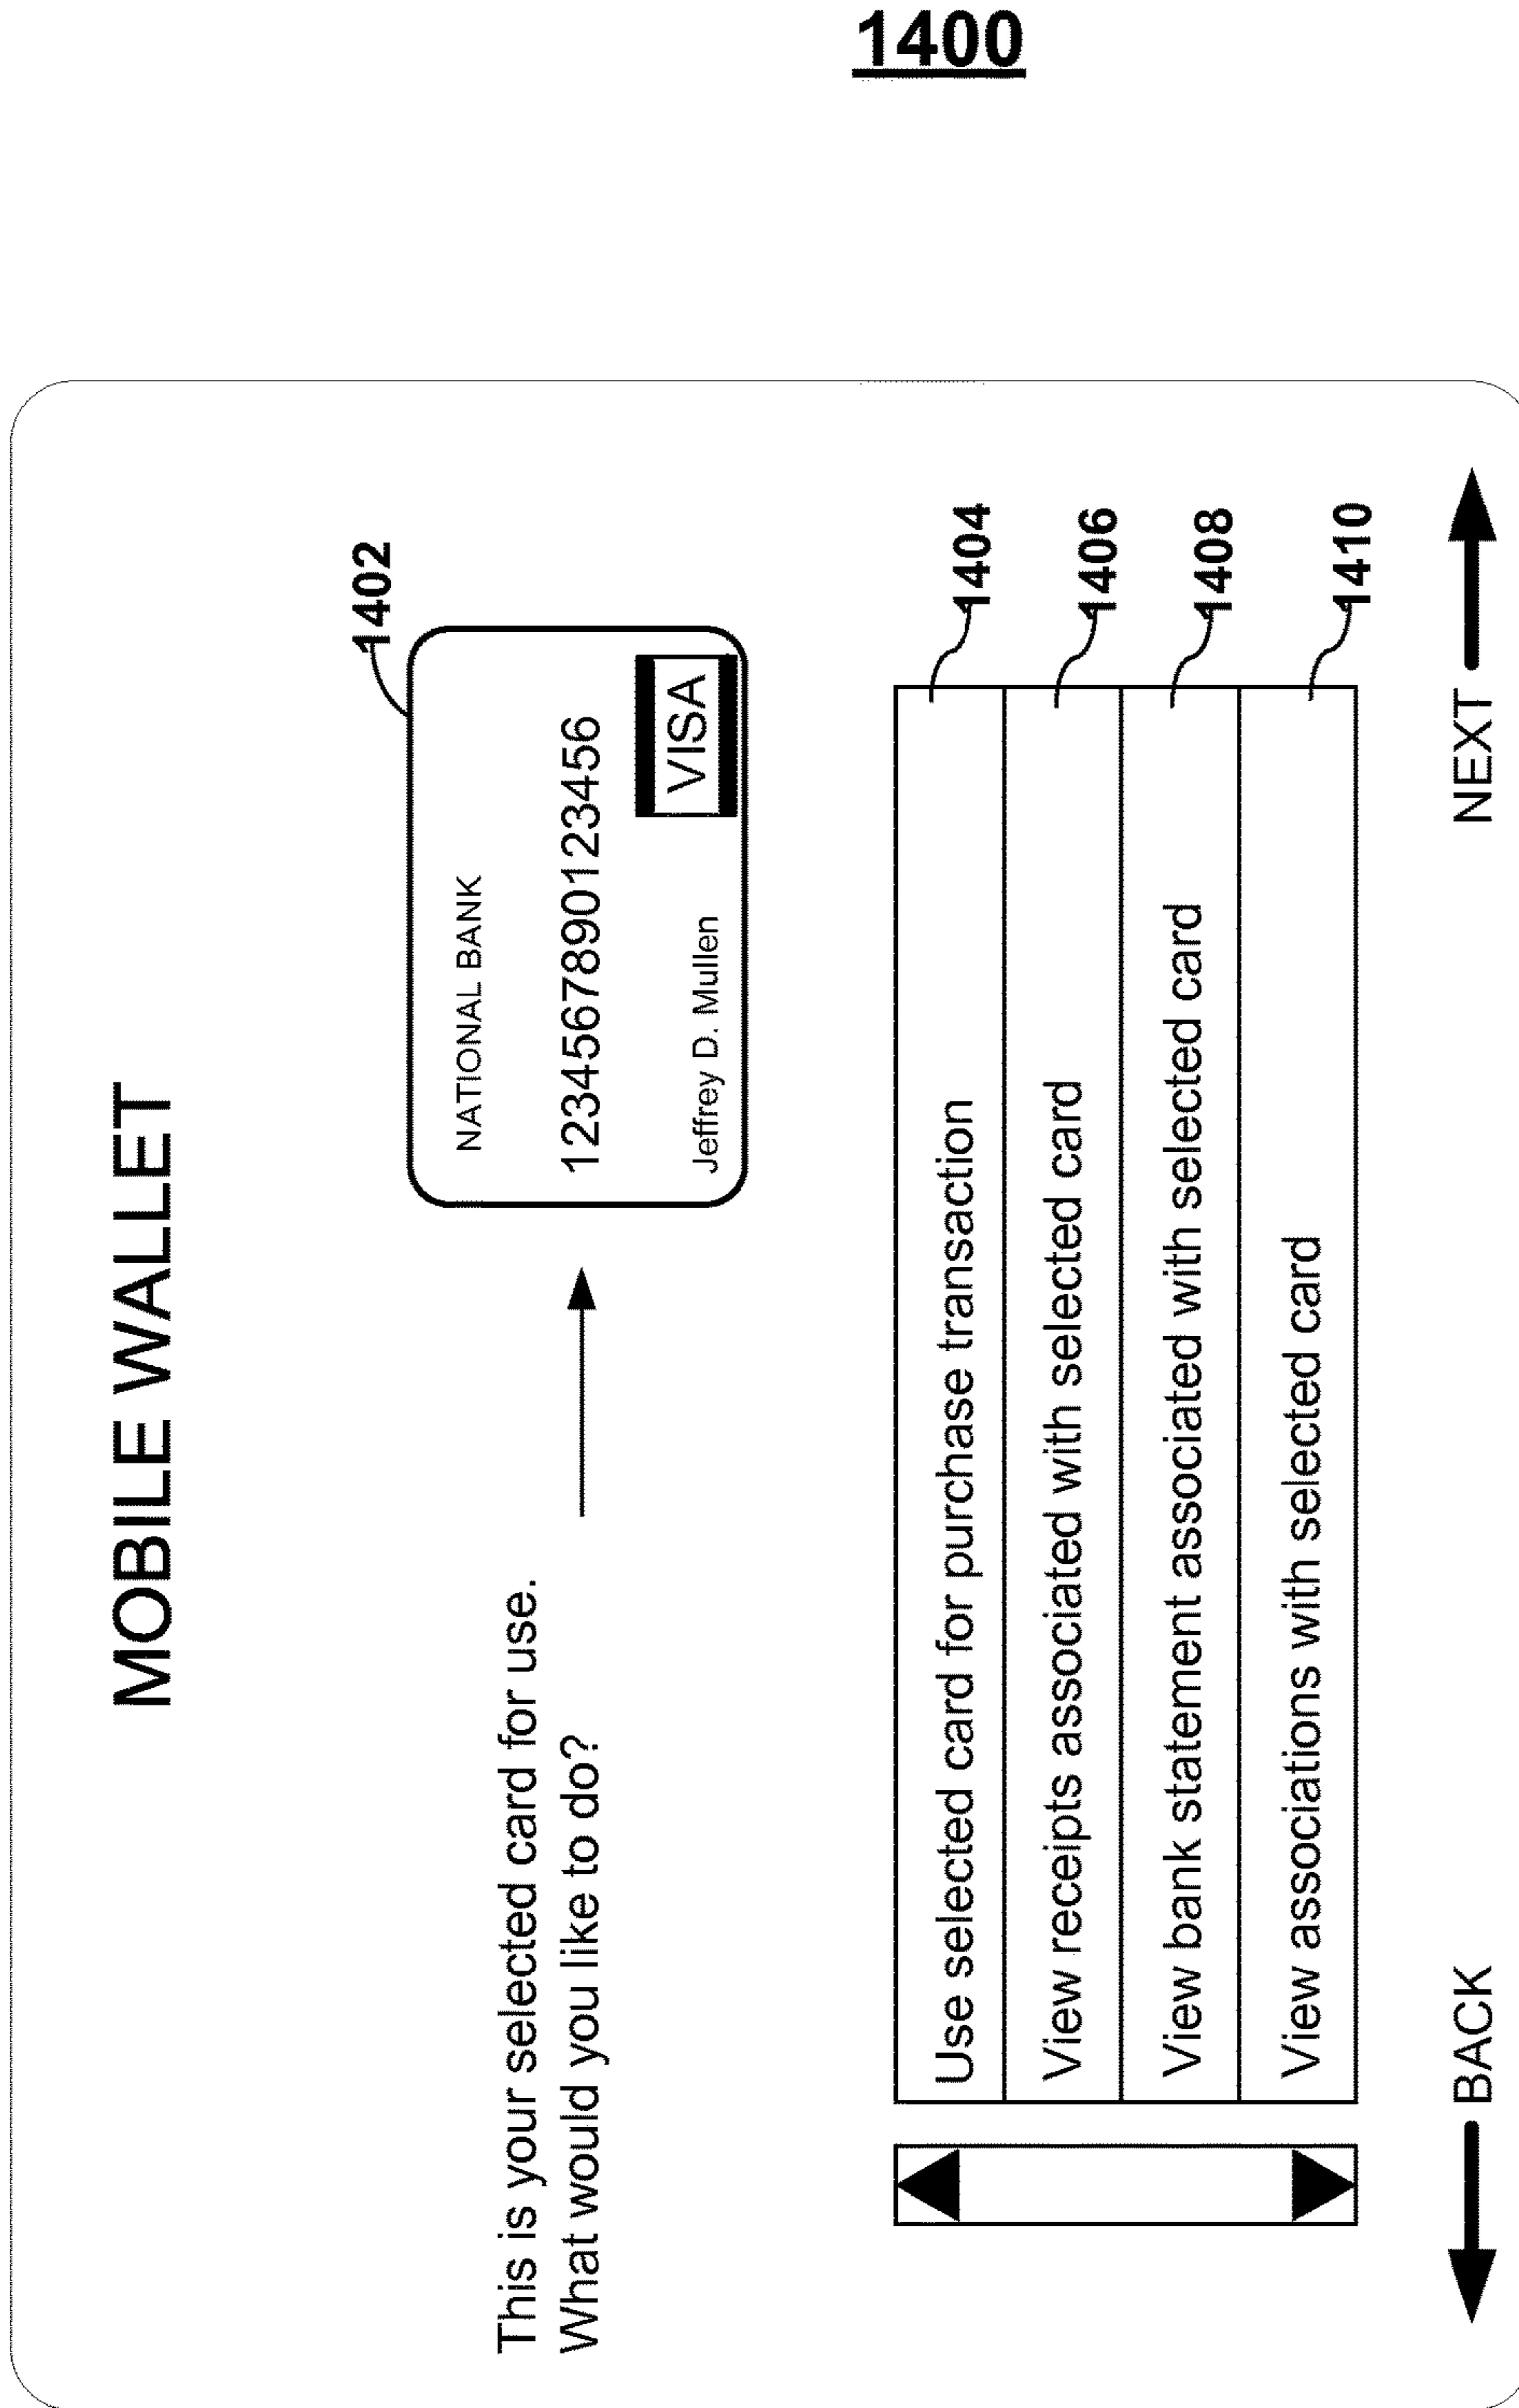 1400
MOBILE WALLET
1402
This is your selected card for use.
What would you like to do?
NATIONAL BANK
1234567890123456
Jeffrey D. Mullen
VISA
Use selected card for purchase transaction
1404
View receipts associated with selected card
1406
View bank statement associated with selected card
1408
View associations with selected card
1410
BACK
NEXT